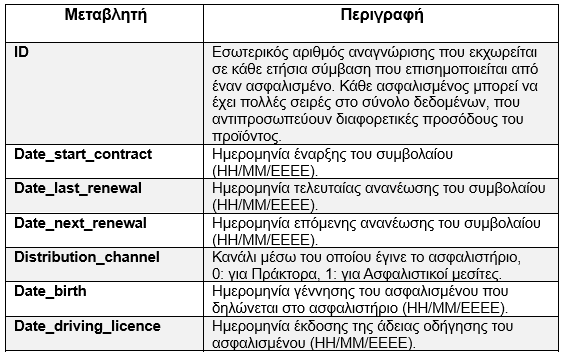 Μεταβλητή Περιγραφή
ID Εσωτερικός αριθμός αναγνώρισης που εκχωρείται
σε κάθε ετήσια σύμβαση που επισημοποιείται από
έναν ασφαλισμένο. Κάθε ασφαλισμένος μπορεί να
έχει πολλές σειρές στο σύνολο δεδομένων, που
αντιπροσωπεύουν διαφορετικές προσόδους του
προϊόντος.
Date_start_contract Ημερομηνία έναρξης του συμβολαίου
(ΗΗ/ΜΜ/ΕΕΕΕ).
Date_last_renewal Ημερομηνία τελευταίας ανανέωσης του συμβολαίου
(ΗΗ/ΜΜ/ΕΕΕΕ).
Date_next_renewal Ημερομηνία επόμενης ανανέωσης του συμβολαίου
(ΗΗ/ΜΜ/ΕΕΕΕ).
Distribution_channel Κανάλι μέσω του οποίου έγινε το ασφαλιστήριο,
0: για Πράκτορα, 1: για Ασφαλιστικοί μεσίτες.
Date_birth Ημερομηνία γέννησης του ασφαλισμένου που
δηλώνεται στο ασφαλιστήριο (ΗΗ/ΜΜ/ΕΕΕΕ).
Date_driving_licence Ημερομηνία έκδοσης της άδειας οδήγησης του
ασφαλισμένου (ΗΗ/ΜΜ/ΕΕΕΕ).